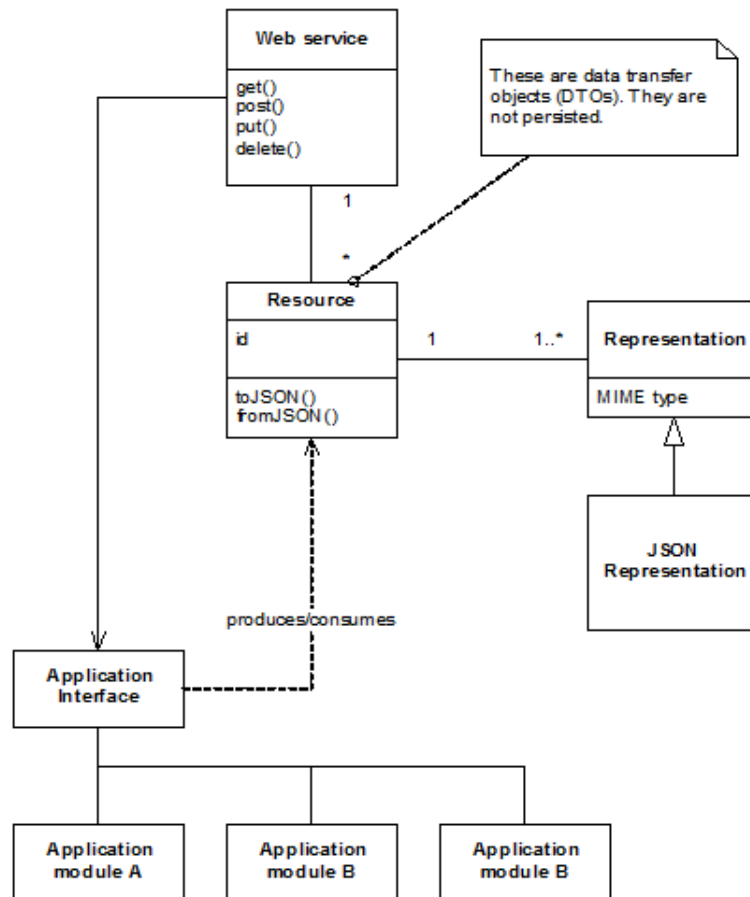 Web service
get()
post()
put()
delete()
These are data transfer
objects (DTOs). They are
not persisted.
1
*
Resource
id
toJSON()
fromJSON()
1
1..*
Representation
MIME type
JSON
Representation
produces/consumes
Application
Interface
Application
module A
Application
module B
Application
module B